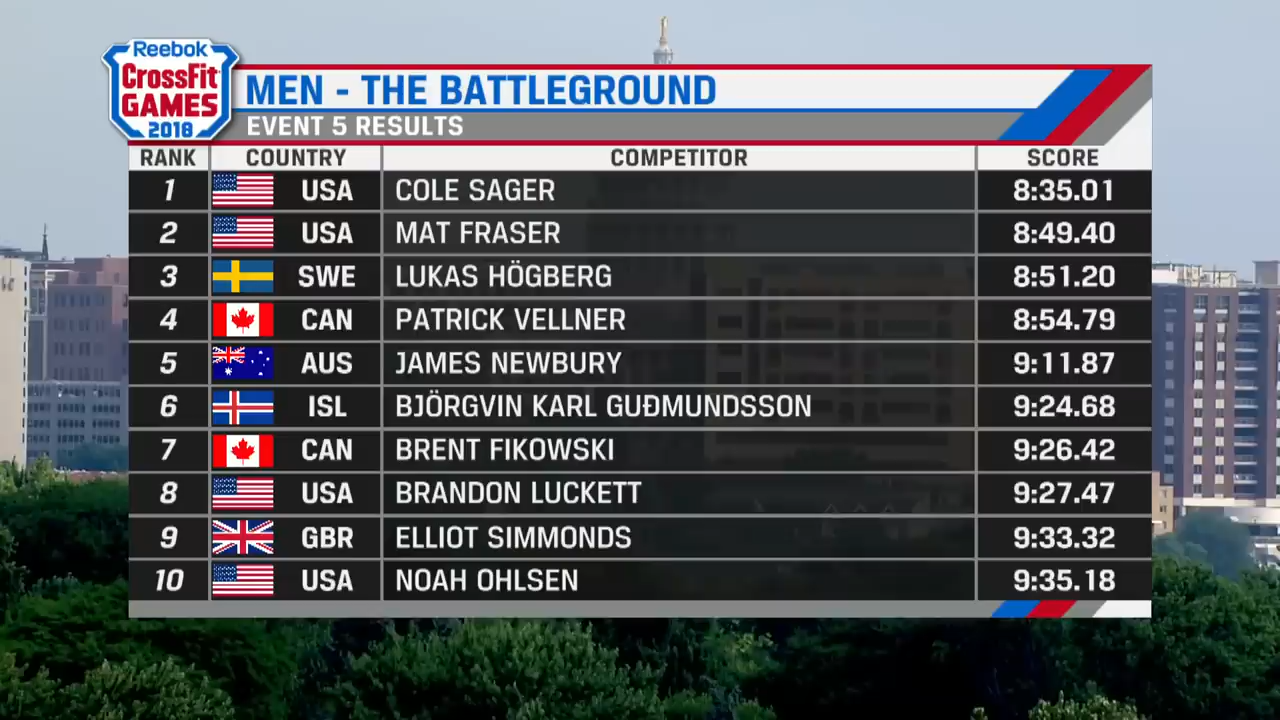 Reebok
CrossFit
GAMES
2018
MEN - THE BATTLEGROUND
EVENT 5 RESULTS
RANK COUNTRY COMPETITOR SCORE
1 USA COLE SAGER 8:35.01
2 USA MAT FRASER 8:49.40
3 SWE LUKAS HÖGBERG 8:51.20
4 CAN PATRICK VELLNER 8:54.79
5 AUS JAMES NEWBURY 9:11.87
6 ISL BJÖRGVIN KARL GUÐMUNDSSON 9:24.68
7 CAN BRENT FIKOWSKI 9:26.42
8 USA BRANDON LUCKETT 9:27.47
9 GBR ELLIOT SIMMONDS 9:33.32
10 USA NOAH OHLSEN 9:35.18